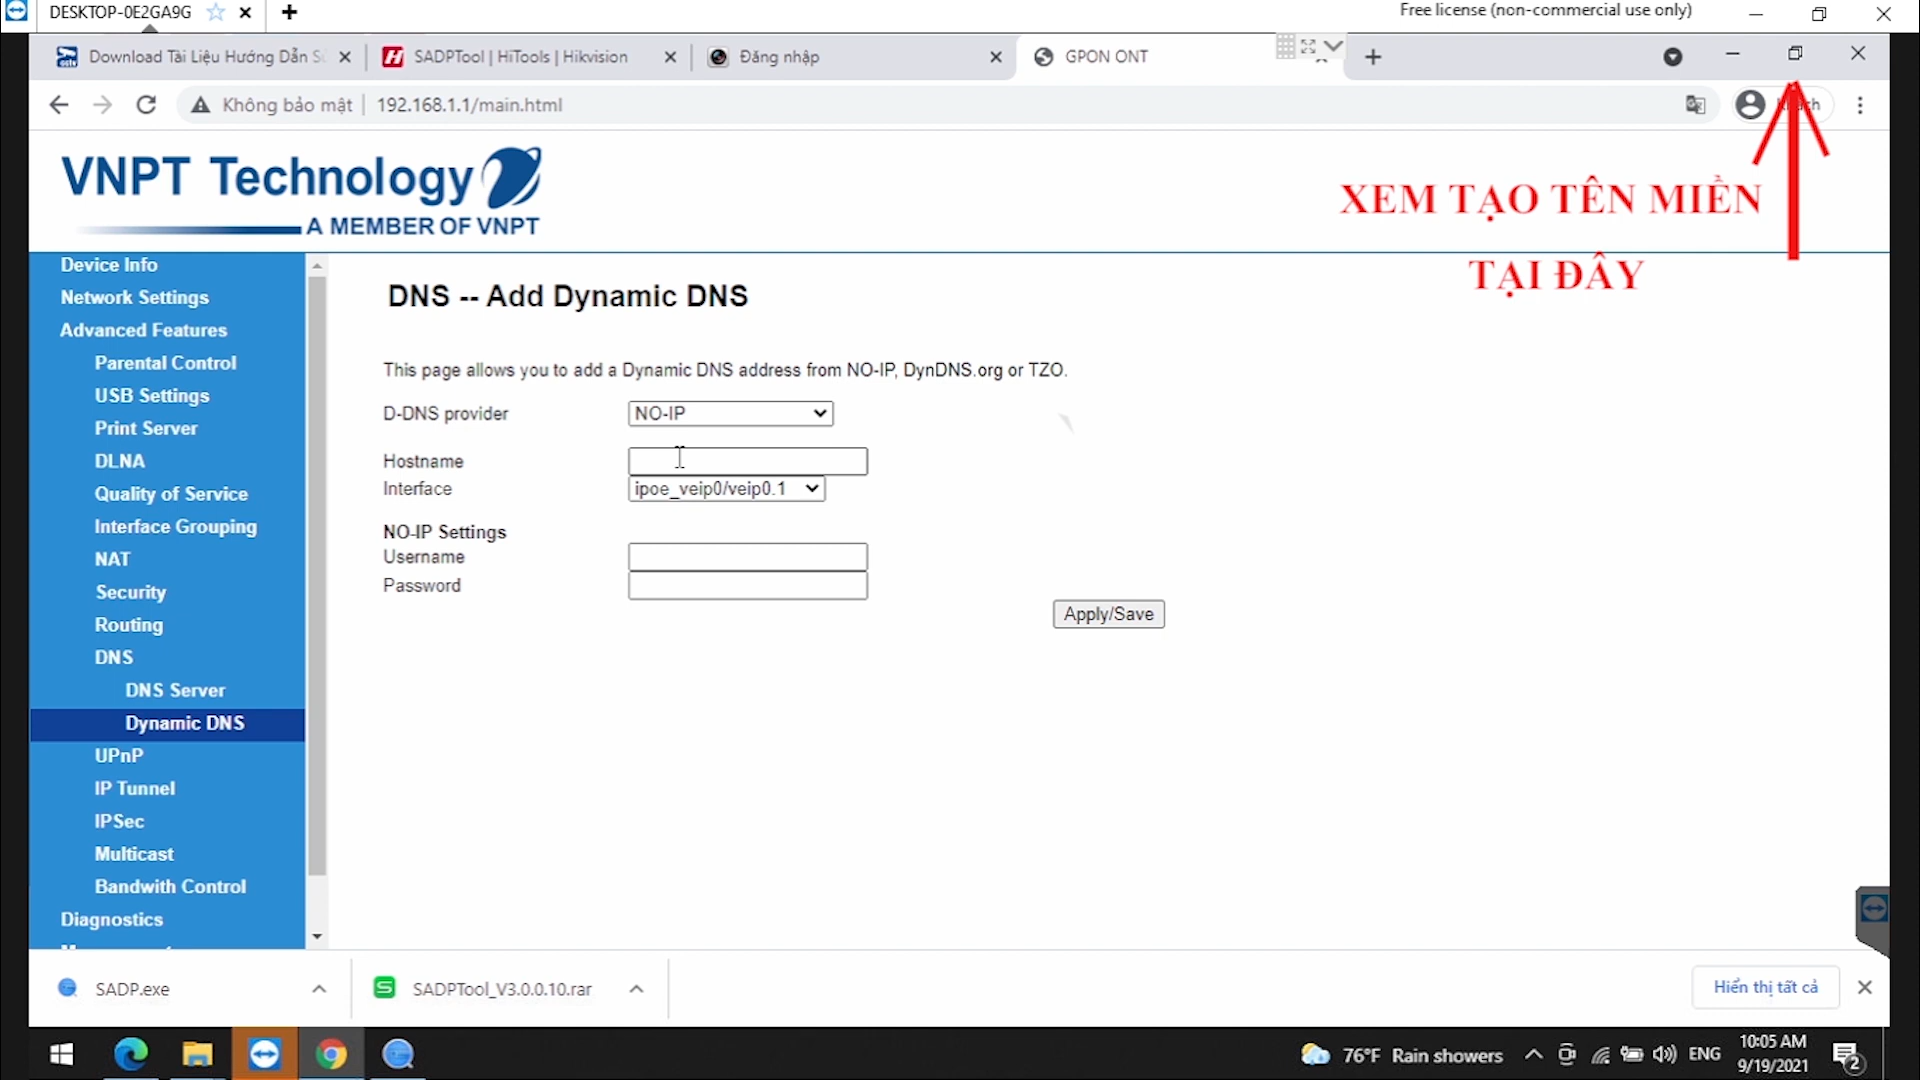 DESKTOP-0E2GA9G
Free license (non-commercial use only)
Download Tài Liệu Hướng Dẫn S
SADPTool | HiTools | Hikvision
Đăng nhập
GPON ONT
Không bảo mật
192.168.1.1/main.html
VNPT Technology
A MEMBER OF VNPT
XEM TẠO TÊN MIỀN
TẠI ĐÂY
Device Info
Network Settings
Advanced Features
Parental Control
USB Settings
Print Server
DLNA
Quality of Service
Interface Grouping
NAT
Security
Routing
DNS
DNS Server
Dynamic DNS
UPnP
IP Tunnel
IPSec
Multicast
Bandwith Control
Diagnostics
DNS -- Add Dynamic DNS
This page allows you to add a Dynamic DNS address from NO-IP, DynDNS.org or TZO.
D-DNS provider
NO-IP
Hostname
Interface
ipoe_veip0/veip0.1
NO-IP Settings
Username
Password
Apply/Save
SADP.exe
SADPTool_V3.0.0.10.rar
Hiển thị tất cả
76°F Rain showers
ENG
10:05 AM
9/19/2021
2